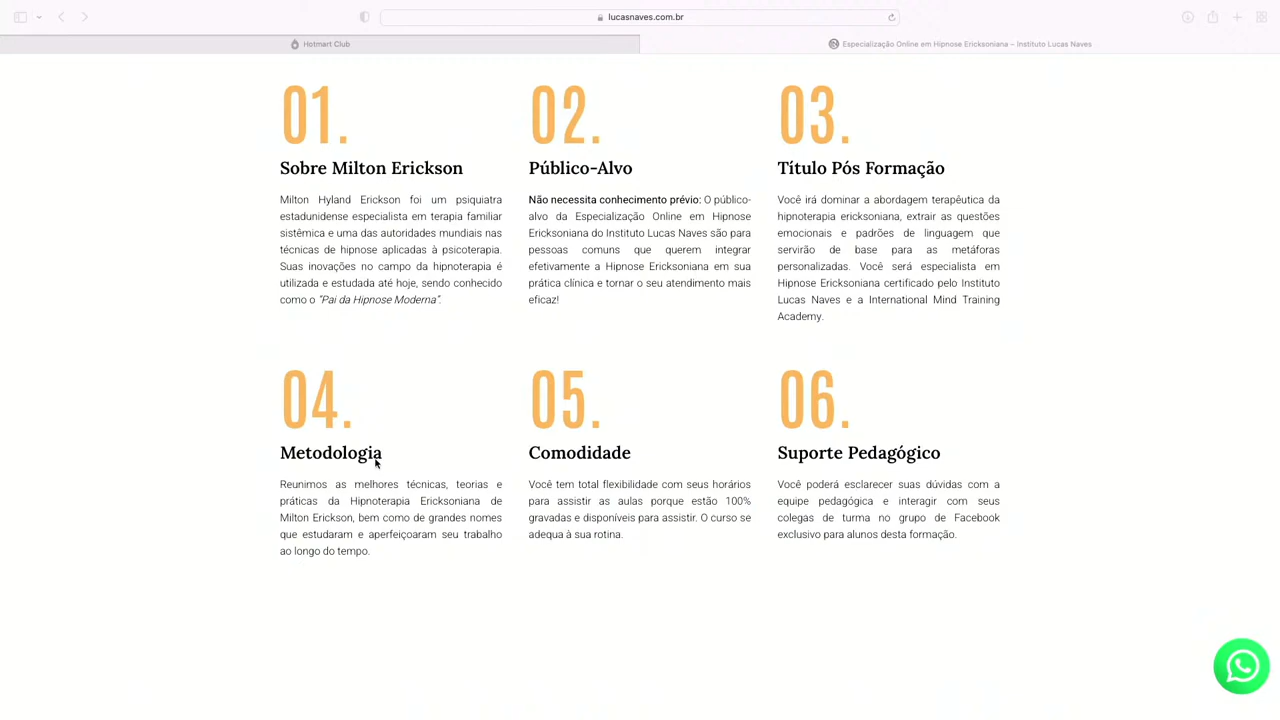 lucasnaves.com.br
Hotmart Club
Especialização Online em Hipnose Ericksoniana – Instituto Lucas Naves
01.
Sobre Milton Erickson
Milton Hyland Erickson foi um psiquiatra
estadunidense especialista em terapia familiar
sistêmica e uma das autoridades mundiais nas
técnicas de hipnose aplicadas à psicoterapia.
Suas inovações no campo da hipnoterapia é
utilizada e estudada até hoje, sendo conhecido
como o “Pai da Hipnose Moderna”.
02.
Público-Alvo
Não necessita conhecimento prévio: O público-
alvo da Especialização Online em Hipnose
Ericksoniana do Instituto Lucas Naves são para
pessoas comuns que querem integrar
efetivamente a Hipnose Ericksoniana em sua
prática clínica e tornar o seu atendimento mais
eficaz!
03.
Título Pós Formação
Você irá dominar a abordagem terapêutica da
hipnoterapia ericksoniana, extrair as questões
emocionais e padrões de linguagem que
servirão de base para as metáforas
personalizadas. Você será especialista em
Hipnose Ericksoniana certificado pelo Instituto
Lucas Naves e a International Mind Training
Academy.
04.
Metodologia
Reunimos as melhores técnicas, teorias e
práticas da Hipnoterapia Ericksoniana de
Milton Erickson, bem como de grandes nomes
que estudaram e aperfeiçoaram seu trabalho
ao longo do tempo.
05.
Comodidade
Você tem total flexibilidade com seus horários
para assistir as aulas porque estão 100%
gravadas e disponíveis para assistir. O curso se
adequa à sua rotina.
06.
Suporte Pedagógico
Você poderá esclarecer suas dúvidas com a
equipe pedagógica e interagir com seus
colegas de turma no grupo de Facebook
exclusivo para alunos desta formação.